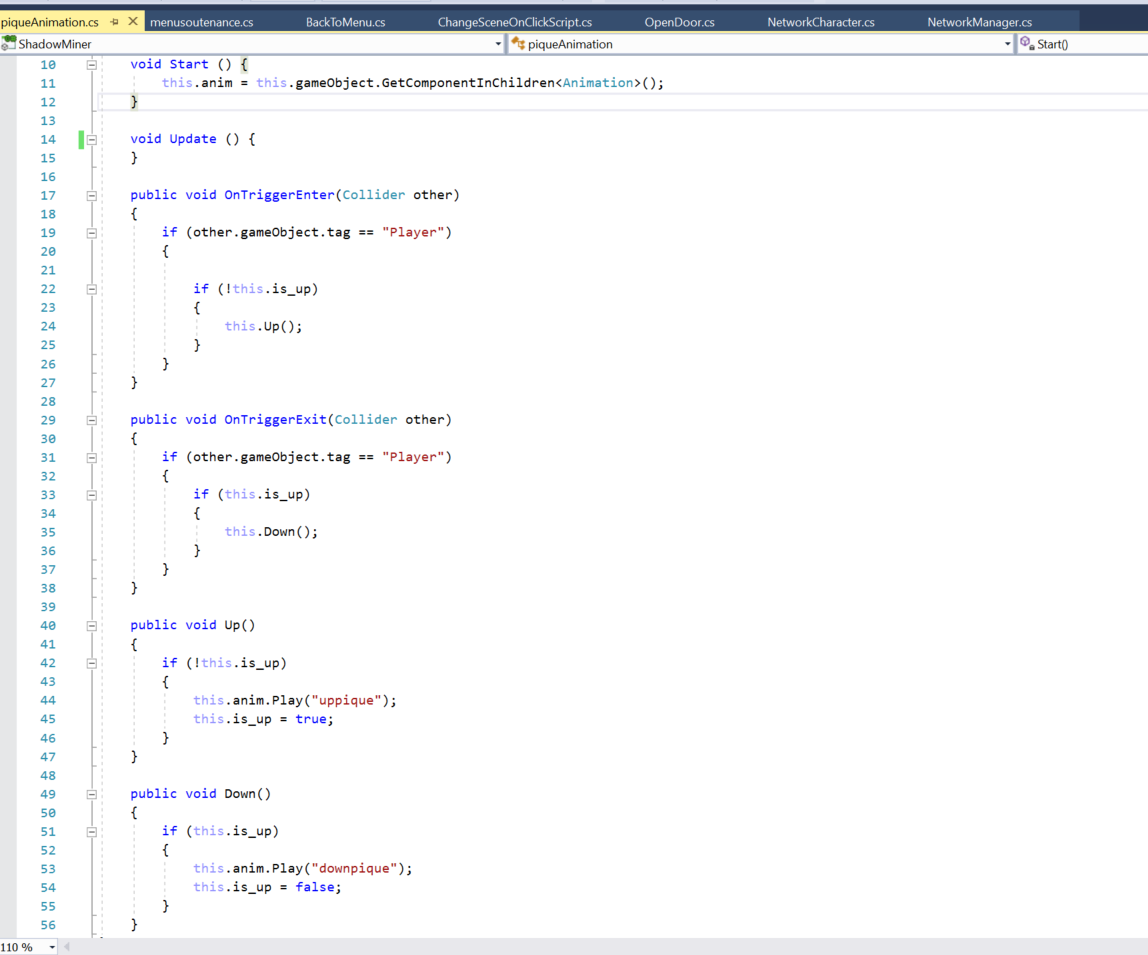 piqueAnimation.cs menusoutenance.cs BackToMenu.cs ChangeSceneOnClickScript.cs OpenDoor.cs NetworkCharacter.cs NetworkManager.cs
ShadowMiner piqueAnimation Start()
10 void Start () {
11 this.anim = this.gameObject.GetComponentInChildren<Animation>();
12 }
13
14 void Update () {
15 }
16
17 public void OnTriggerEnter(Collider other)
18 {
19 if (other.gameObject.tag == "Player")
20 {
21
22 if (!this.is_up)
23 {
24 this.Up();
25 }
26 }
27 }
28
29 public void OnTriggerExit(Collider other)
30 {
31 if (other.gameObject.tag == "Player")
32 {
33 if (this.is_up)
34 {
35 this.Down();
36 }
37 }
38 }
39
40 public void Up()
41 {
42 if (!this.is_up)
43 {
44 this.anim.Play("uppique");
45 this.is_up = true;
46 }
47 }
48
49 public void Down()
50 {
51 if (this.is_up)
52 {
53 this.anim.Play("downpique");
54 this.is_up = false;
55 }
56 }
110 %